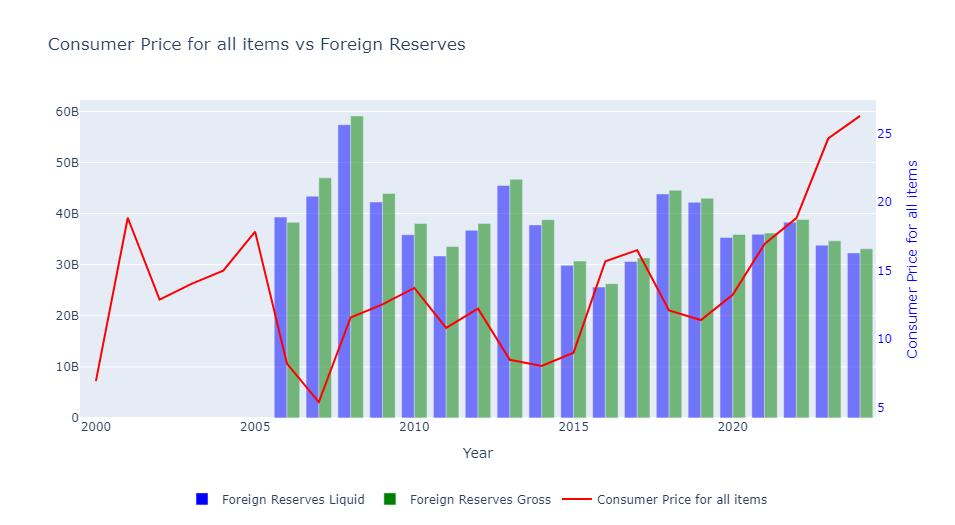 Consumer Price for all items vs Foreign Reserves
60B
50B
40B
30B
20B
10B
0
25
20
15
10
5
Consumer Price for all items
2000 2005 2010 2015 2020
Year
Foreign Reserves Liquid Foreign Reserves Gross Consumer Price for all items